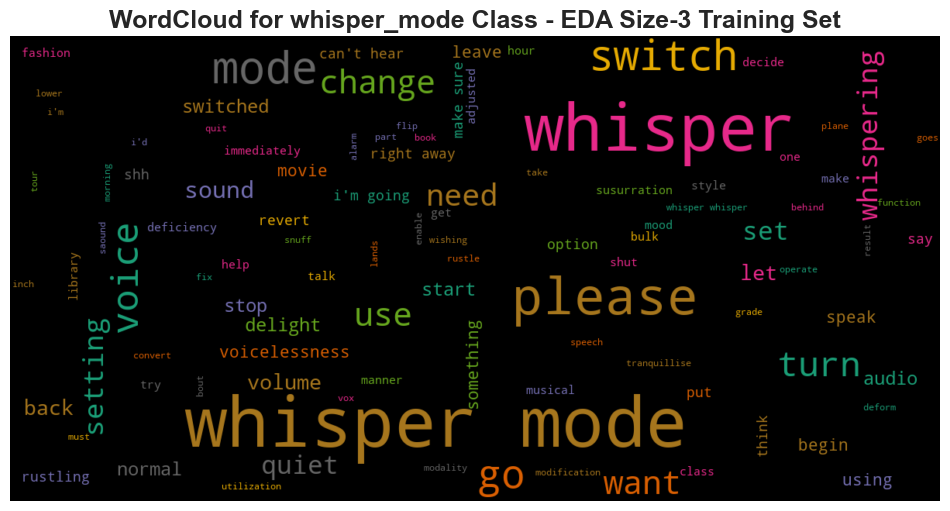 WordCloud for whisper_mode Class - EDA Size-3 Training Set
fashion
mode
can't hear
leave
hour
switch
decide
change
make sure
adjusted
whispering
lower
i'm
switched
whisper
quit
flip
part
book
plane
goes
i'd
alarm
immediately
right away
one
movie
take
tour
morning
shh
sound
i'm going
need
susurration
style
make
function
get
whisper whisper
behind
voice
deficiency
revert
enable
mood
set
say
saound
snuff
wishing
option
bulk
result
library
help
lands
rustle
shut
let
operate
inch
fix
talk
start
please
stop
use
grade
speak
setting
delight
something
speech
convert
voicelessness
tranquillise
turn
audio
try
bout
volume
manner
musical
put
back
vox
deform
whisper mode
must
think
begin
rustling
normal
quiet
modality
go
modification
class
want
using
utilization